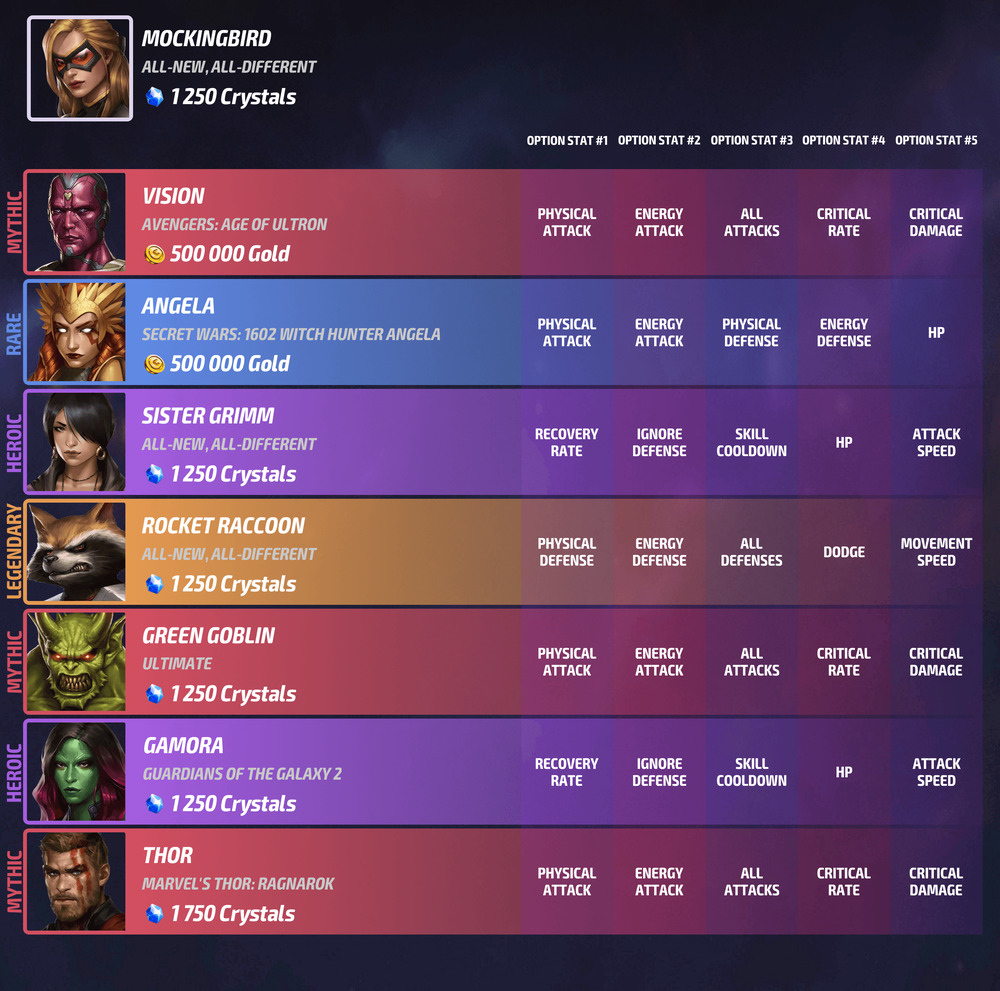 MOCKINGBIRD
ALL-NEW, ALL-DIFFERENT
1 250 Crystals
OPTION STAT #1 OPTION STAT #2 OPTION STAT #3 OPTION STAT #4 OPTION STAT #5
MYTHIC
VISION
AVENGERS: AGE OF ULTRON
500 000 Gold
PHYSICAL ATTACK
ENERGY ATTACK
ALL ATTACKS
CRITICAL RATE
CRITICAL DAMAGE
RARE
ANGELA
SECRET WARS: 1602 WITCH HUNTER ANGELA
500 000 Gold
PHYSICAL ATTACK
ENERGY ATTACK
PHYSICAL DEFENSE
ENERGY DEFENSE
HP
HEROIC
SISTER GRIMM
ALL-NEW, ALL-DIFFERENT
1 250 Crystals
RECOVERY RATE
IGNORE DEFENSE
SKILL COOLDOWN
HP
ATTACK SPEED
LEGENDARY
ROCKET RACCOON
ALL-NEW, ALL-DIFFERENT
1 250 Crystals
PHYSICAL DEFENSE
ENERGY DEFENSE
ALL DEFENSES
DODGE
MOVEMENT SPEED
MYTHIC
GREEN GOBLIN
ULTIMATE
1 250 Crystals
PHYSICAL ATTACK
ENERGY ATTACK
ALL ATTACKS
CRITICAL RATE
CRITICAL DAMAGE
HEROIC
GAMORA
GUARDIANS OF THE GALAXY 2
1 250 Crystals
RECOVERY RATE
IGNORE DEFENSE
SKILL COOLDOWN
HP
ATTACK SPEED
MYTHIC
THOR
MARVEL'S THOR: RAGNAROK
1 750 Crystals
PHYSICAL ATTACK
ENERGY ATTACK
ALL ATTACKS
CRITICAL RATE
CRITICAL DAMAGE